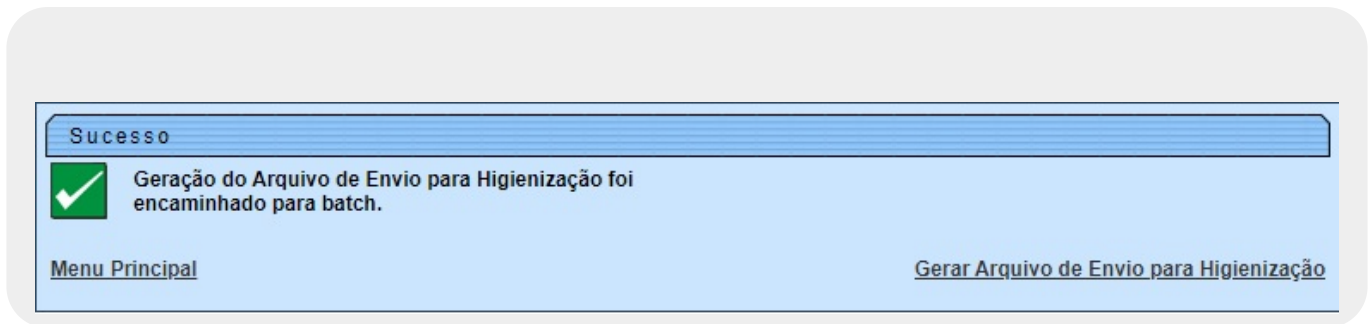 Sucesso
Geração do Arquivo de Envio para Higienização foi
encaminhado para batch.
Menu Principal
Gerar Arquivo de Envio para Higienização